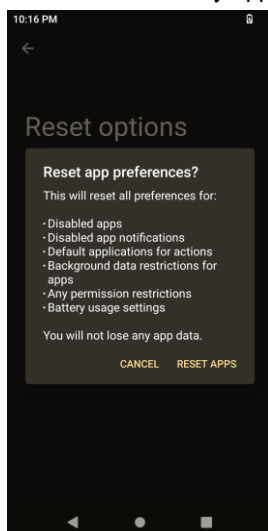 10:16 PM
Reset options
Reset app preferences?
This will reset all preferences for:
• Disabled apps
• Disabled app notifications
• Default applications for actions
• Background data restrictions for
apps
• Any permission restrictions
• Battery usage settings
You will not lose any app data.
CANCEL RESET APPS